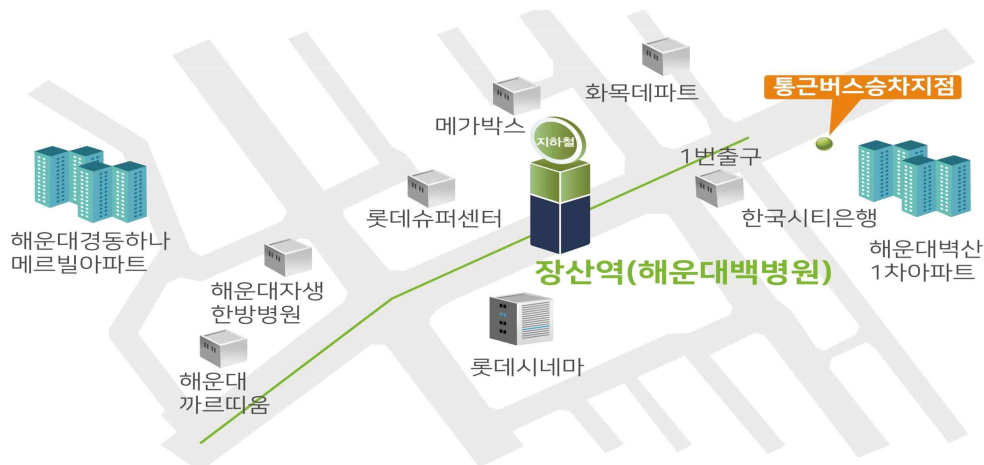 화목데파트
통근버스승차지점
메가박스
지하철
1번출구
롯데슈퍼센터
한국시티은행
해운대경동하나
메르빌아파트
해운대벽산
1차아파트
장산역(해운대백병원)
해운대자생
한방병원
롯데시네마
해운대
까르띠움